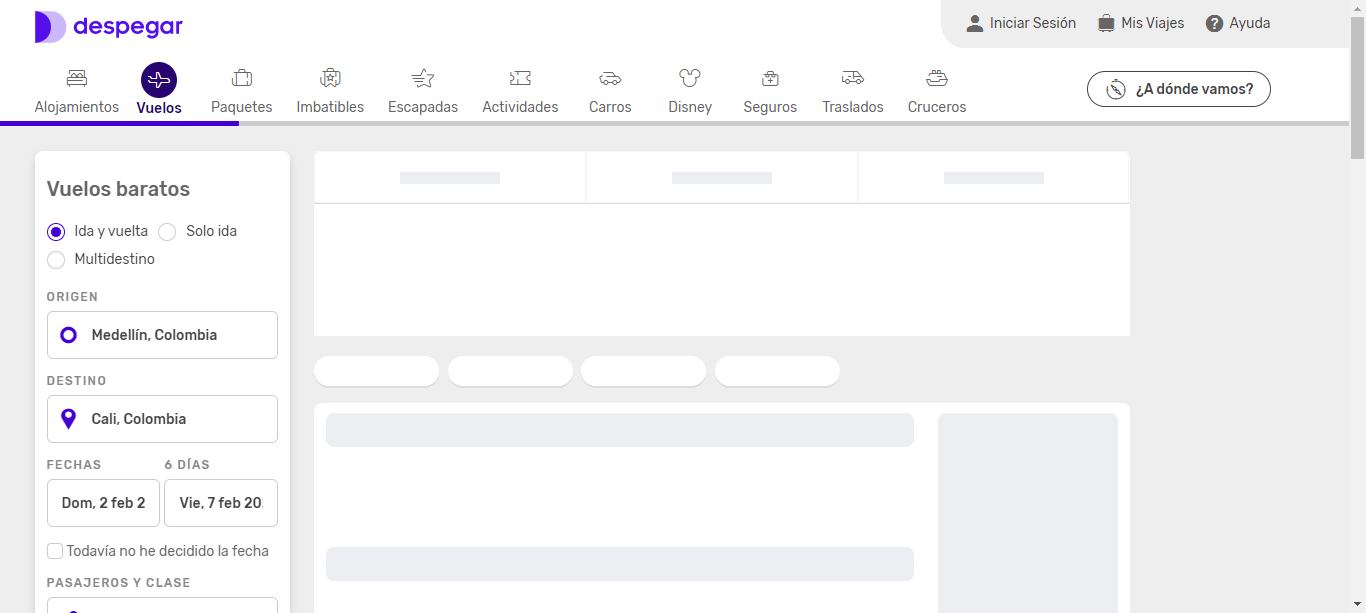 despegar
Iniciar Sesión
Mis Viajes
Ayuda
Alojamientos
Vuelos
Paquetes
Imbatibles
Escapadas
Actividades
Carros
Disney
Seguros
Traslados
Cruceros
¿A dónde vamos?
Vuelos baratos
Ida y vuelta
Solo ida
Multidestino
ORIGEN
Medellín, Colombia
DESTINO
Cali, Colombia
FECHAS
6 DÍAS
Dom, 2 feb 2
Vie, 7 feb 20
Todavía no he decidido la fecha
PASAJEROS Y CLASE